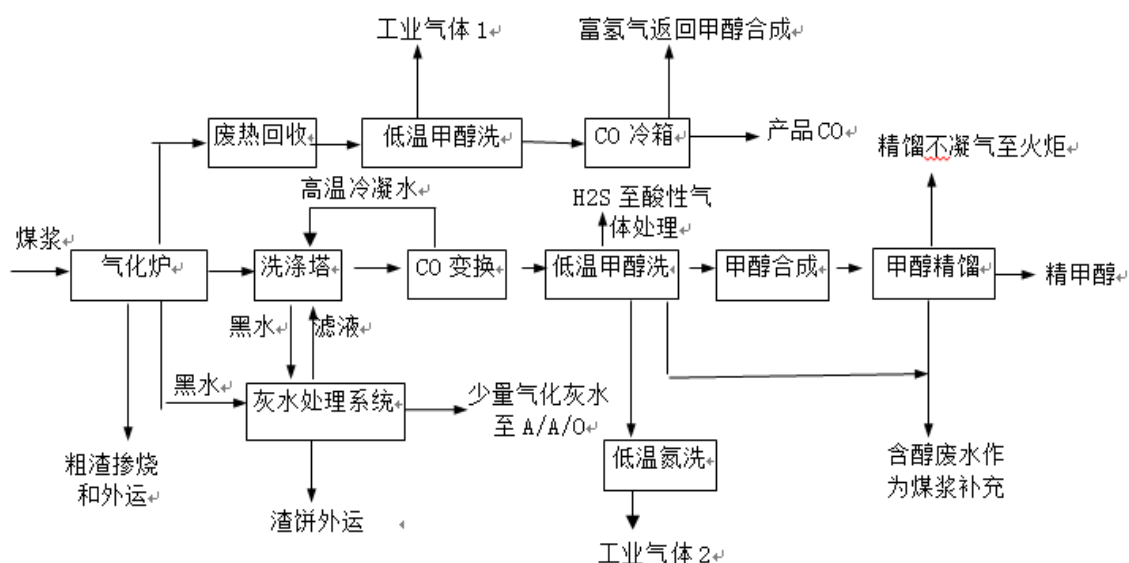 工业气体1
富氢气返回甲醇合成
废热回收
低温甲醇洗
CO 冷箱
产品CO
精馏不凝气至火炬
高温冷凝水
H2S 至酸性气
体处理
煤浆
气化炉
洗涤塔
CO 变换
低温甲醇洗
甲醇合成
甲醇精馏
精甲醇
黑水
滤液
黑水
灰水处理系统
少量气化灰水
至 A/A/O
粗渣掺烧
和外运
低温氮洗
含醇废水作
为煤浆补充
渣饼外运
工业气体2